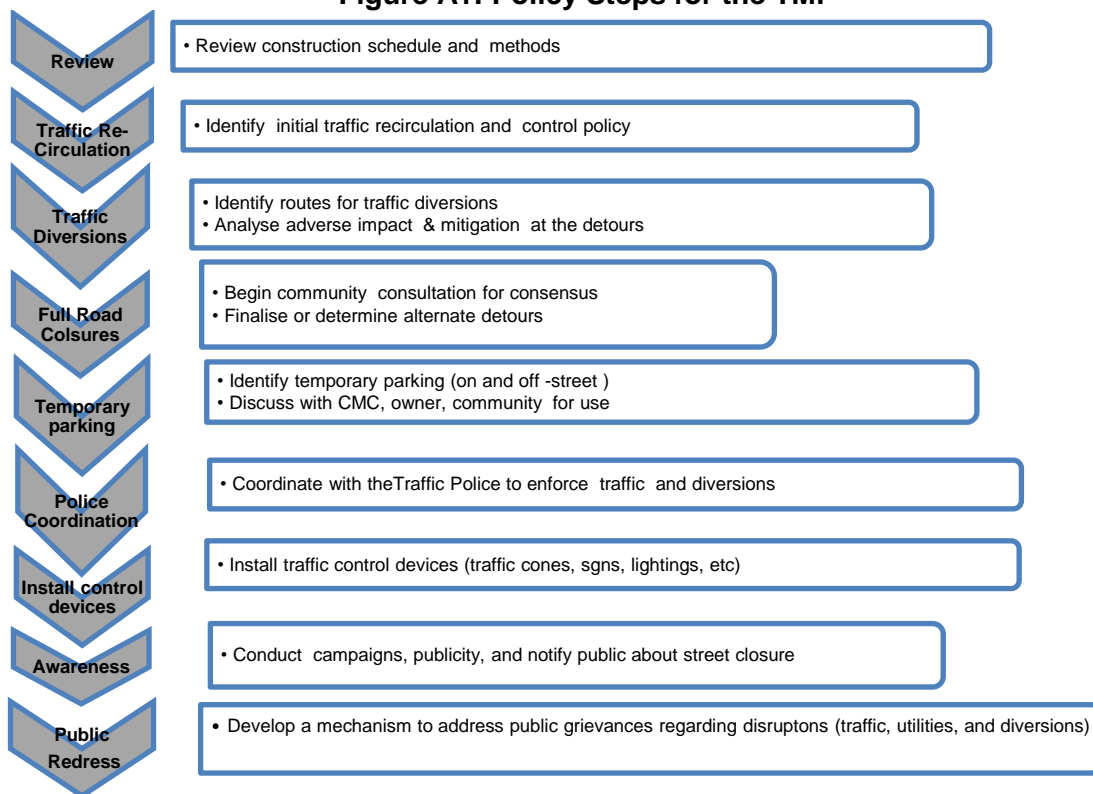 Figure A1: Policy Steps for the TMP
Review
• Review construction schedule and methods
Traffic Re-
Circulation
• Identify initial traffic recirculation and control policy
Traffic
Diversions
• Identify routes for traffic diversions
• Analyse adverse impact & mitigation at the detours
Full Road
Colsures
• Begin community consultation for consensus
• Finalise or determine alternate detours
Temporary
parking
• Identify temporary parking (on and off -street )
• Discuss with CMC, owner, community for use
Police
Coordination
• Coordinate with theTraffic Police to enforce traffic and diversions
Install control
devices
• Install traffic control devices (traffic cones, sgns, lightings, etc)
Awareness
• Conduct campaigns, publicity, and notify public about street closure
Public
Redress
• Develop a mechanism to address public grievances regarding disruptons (traffic, utilities, and diversions)